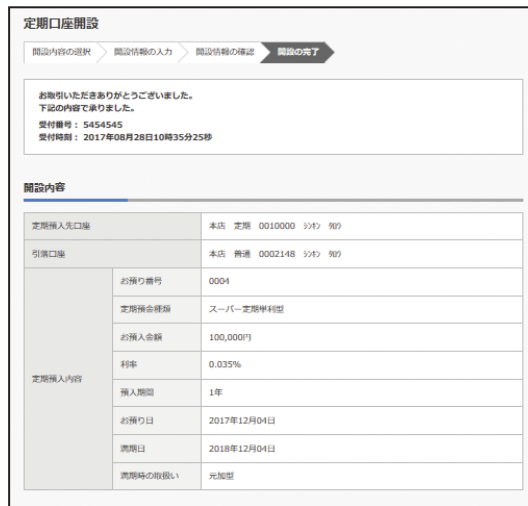 定期口座開設
開設内容の選択 開設情報の入力 開設情報の確認 開設の完了
お取引いただきありがとうございました。
下記の内容で承りました。
受付番号： 5454545
受付時刻： 2017年08月28日10時35分25秒
開設内容
定期預入先口座 本店 定期 0010000 ｼﾝｷﾝ ﾀﾛｳ
引落口座 本店 普通 0002148 ｼﾝｷﾝ ﾀﾛｳ
定期預入内容
お預り番号 0004
定期預金種類 スーパー定期単利型
お預入金額 100,000円
利率 0.035%
預入期間 1年
お預り日 2017年12月04日
満期日 2018年12月04日
満期時の取扱い 元加型